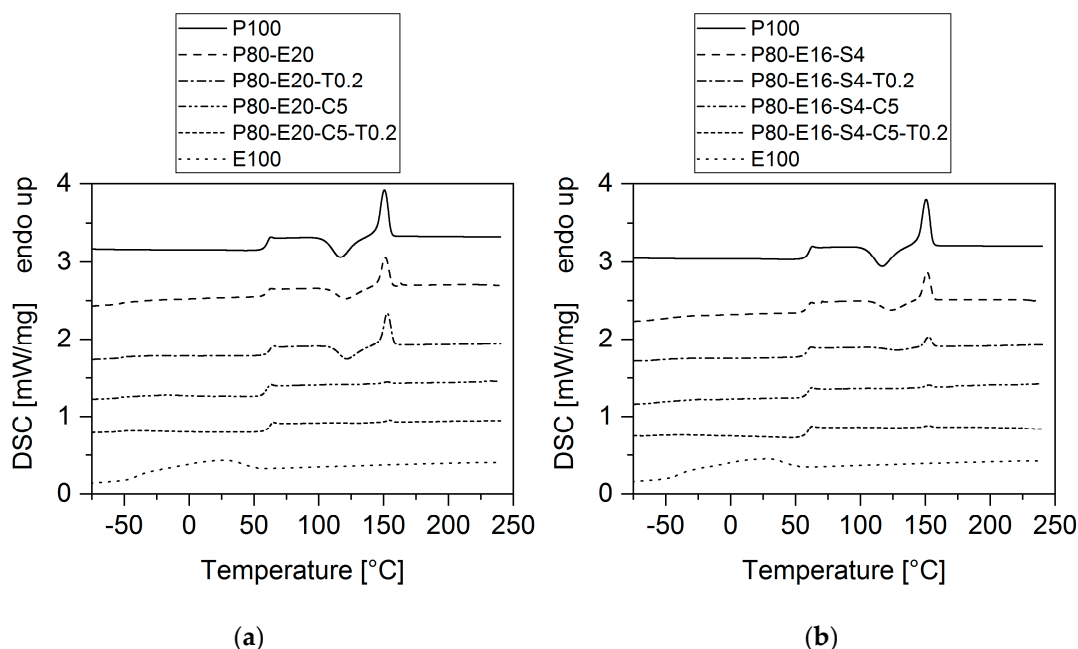 P100
P80-E20
P80-E20-T0.2
P80-E20-C5
P80-E20-C5-T0.2
E100
DSC [mW/mg] endo up
4
3
2
1
0
-50 0 50 100 150 200 250
Temperature [°C]
(a)
P100
P80-E16-S4
P80-E16-S4-T0.2
P80-E16-S4-C5
P80-E16-S4-C5-T0.2
E100
DSC [mW/mg] endo up
4
3
2
1
0
-50 0 50 100 150 200 250
Temperature [°C]
(b)